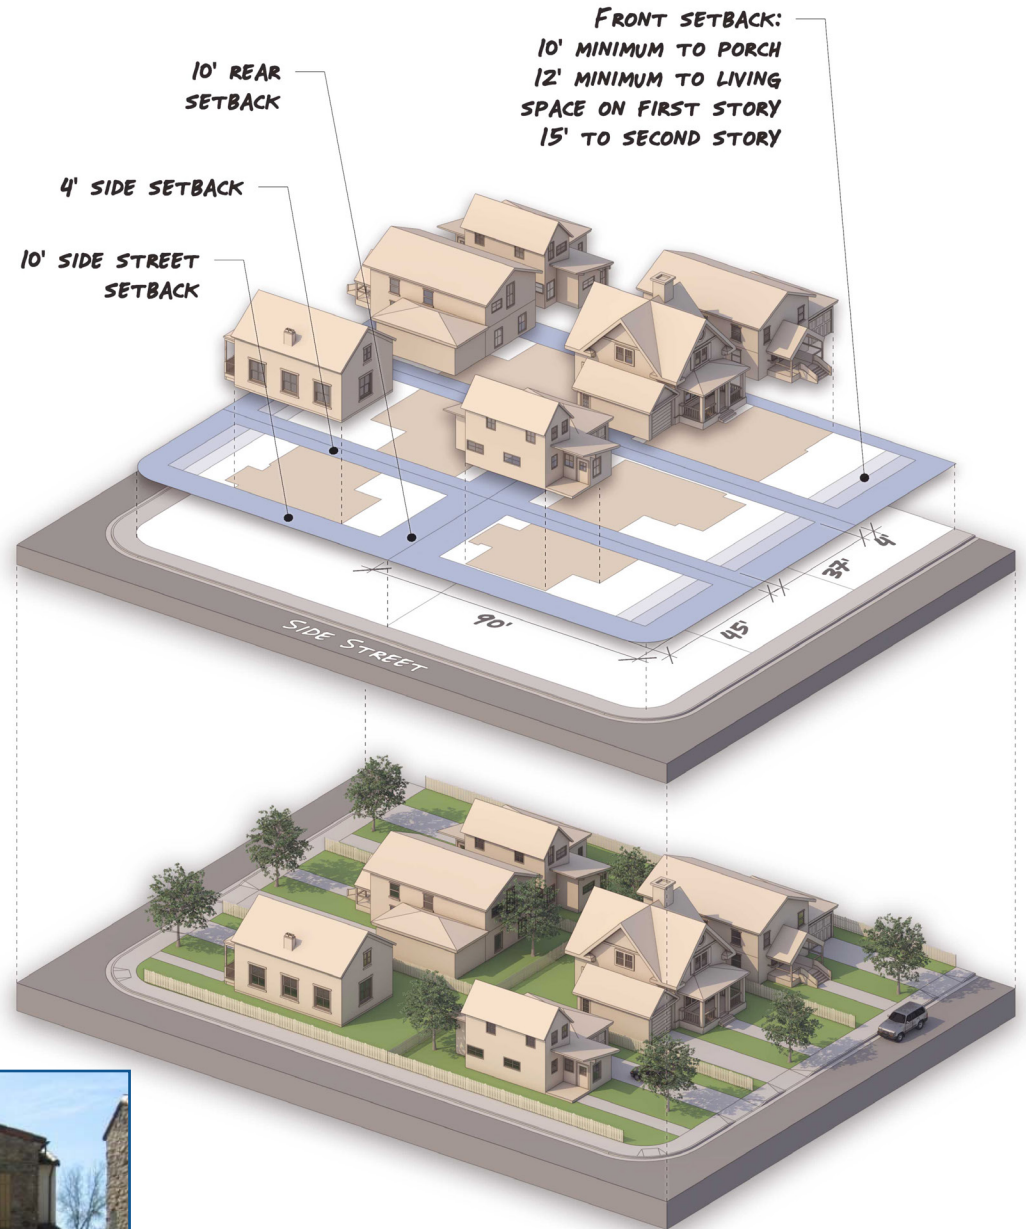 FRONT SETBACK:
10' MINIMUM TO PORCH
12' MINIMUM TO LIVING
SPACE ON FIRST STORY
15' TO SECOND STORY
10' REAR
SETBACK
4' SIDE SETBACK
10' SIDE STREET
SETBACK
4'
37'
45'
90'
SIDE STREET